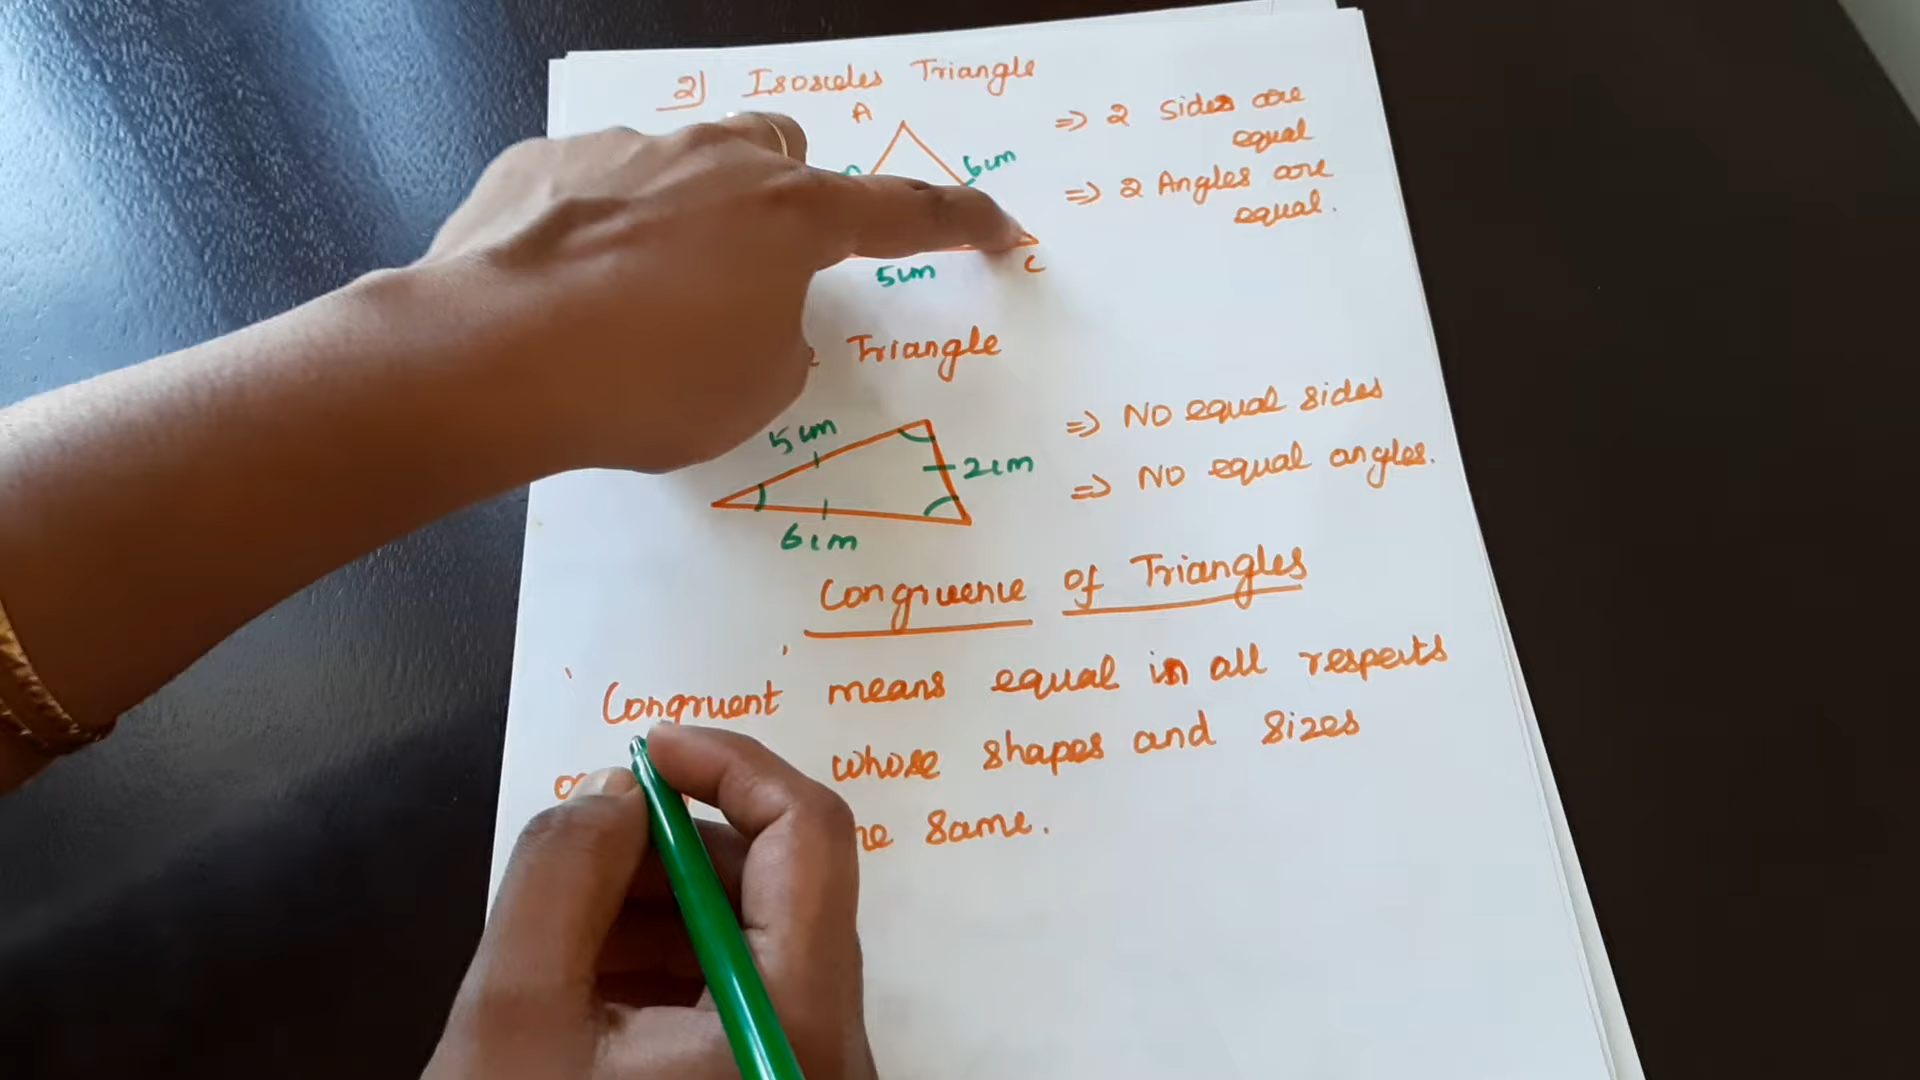 2) Isosceles Triangle
A
6cm
⇒ 2 Sides are
equal
⇒ 2 Angles are
equal.
C
5cm
Triangle
5cm
2cm
6cm
⇒ No equal sides
⇒ No equal angles.
Congruence of Triangles
'Congruent' means equal in all respects
whose shapes and sizes
same.